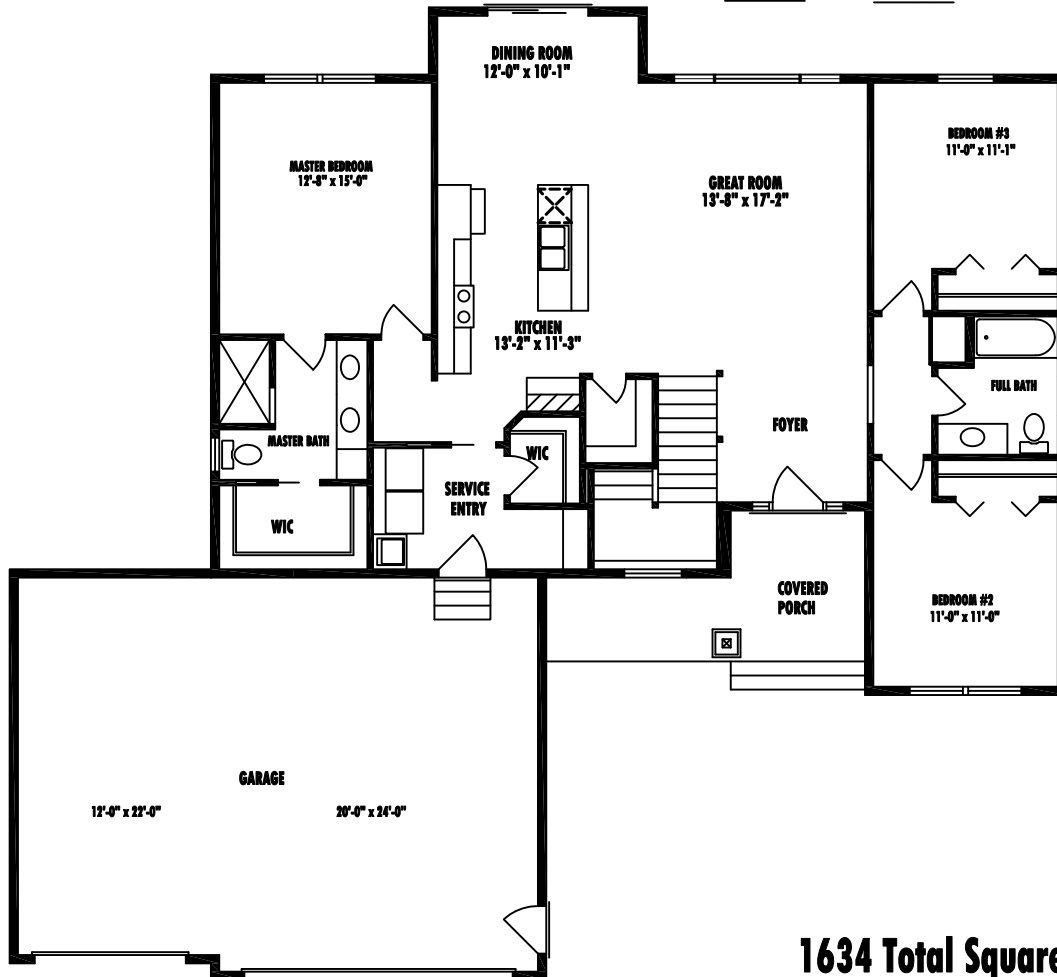 DINING ROOM
12'-0" x 10'-1"
BEDROOM #3
11'-0" x 11'-1"
MASTER BEDROOM
12'-8" x 15'-0"
GREAT ROOM
13'-8" x 17'-2"
KITCHEN
13'-2" x 11'-3"
FULL BATH
FOYER
MASTER BATH
WIC
SERVICE
ENTRY
WIC
COVERED
PORCH
BEDROOM #2
11'-0" x 11'-0"
GARAGE
12'-0" x 22'-0"
20'-0" x 24'-0"
1634 Total Square